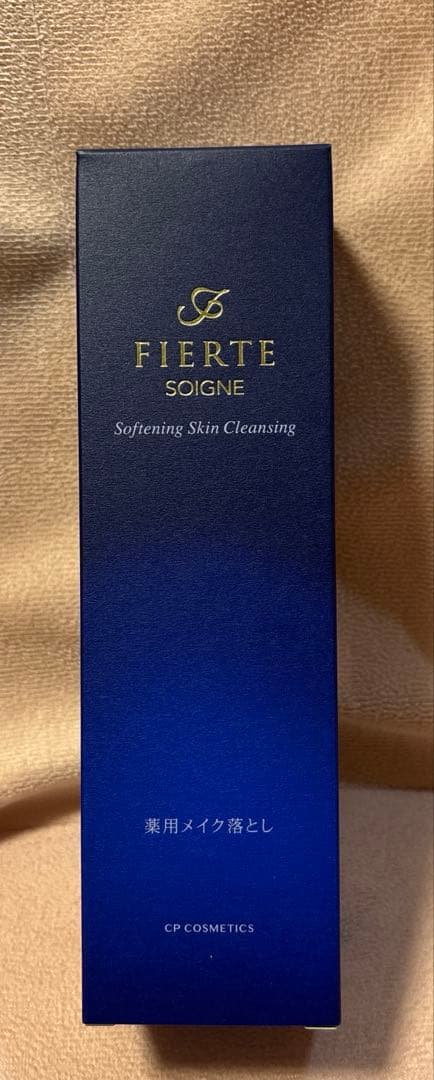 FIERTE
SOIGNE
Softening Skin Cleansing
薬用メイク落とし
CP COSMETICS